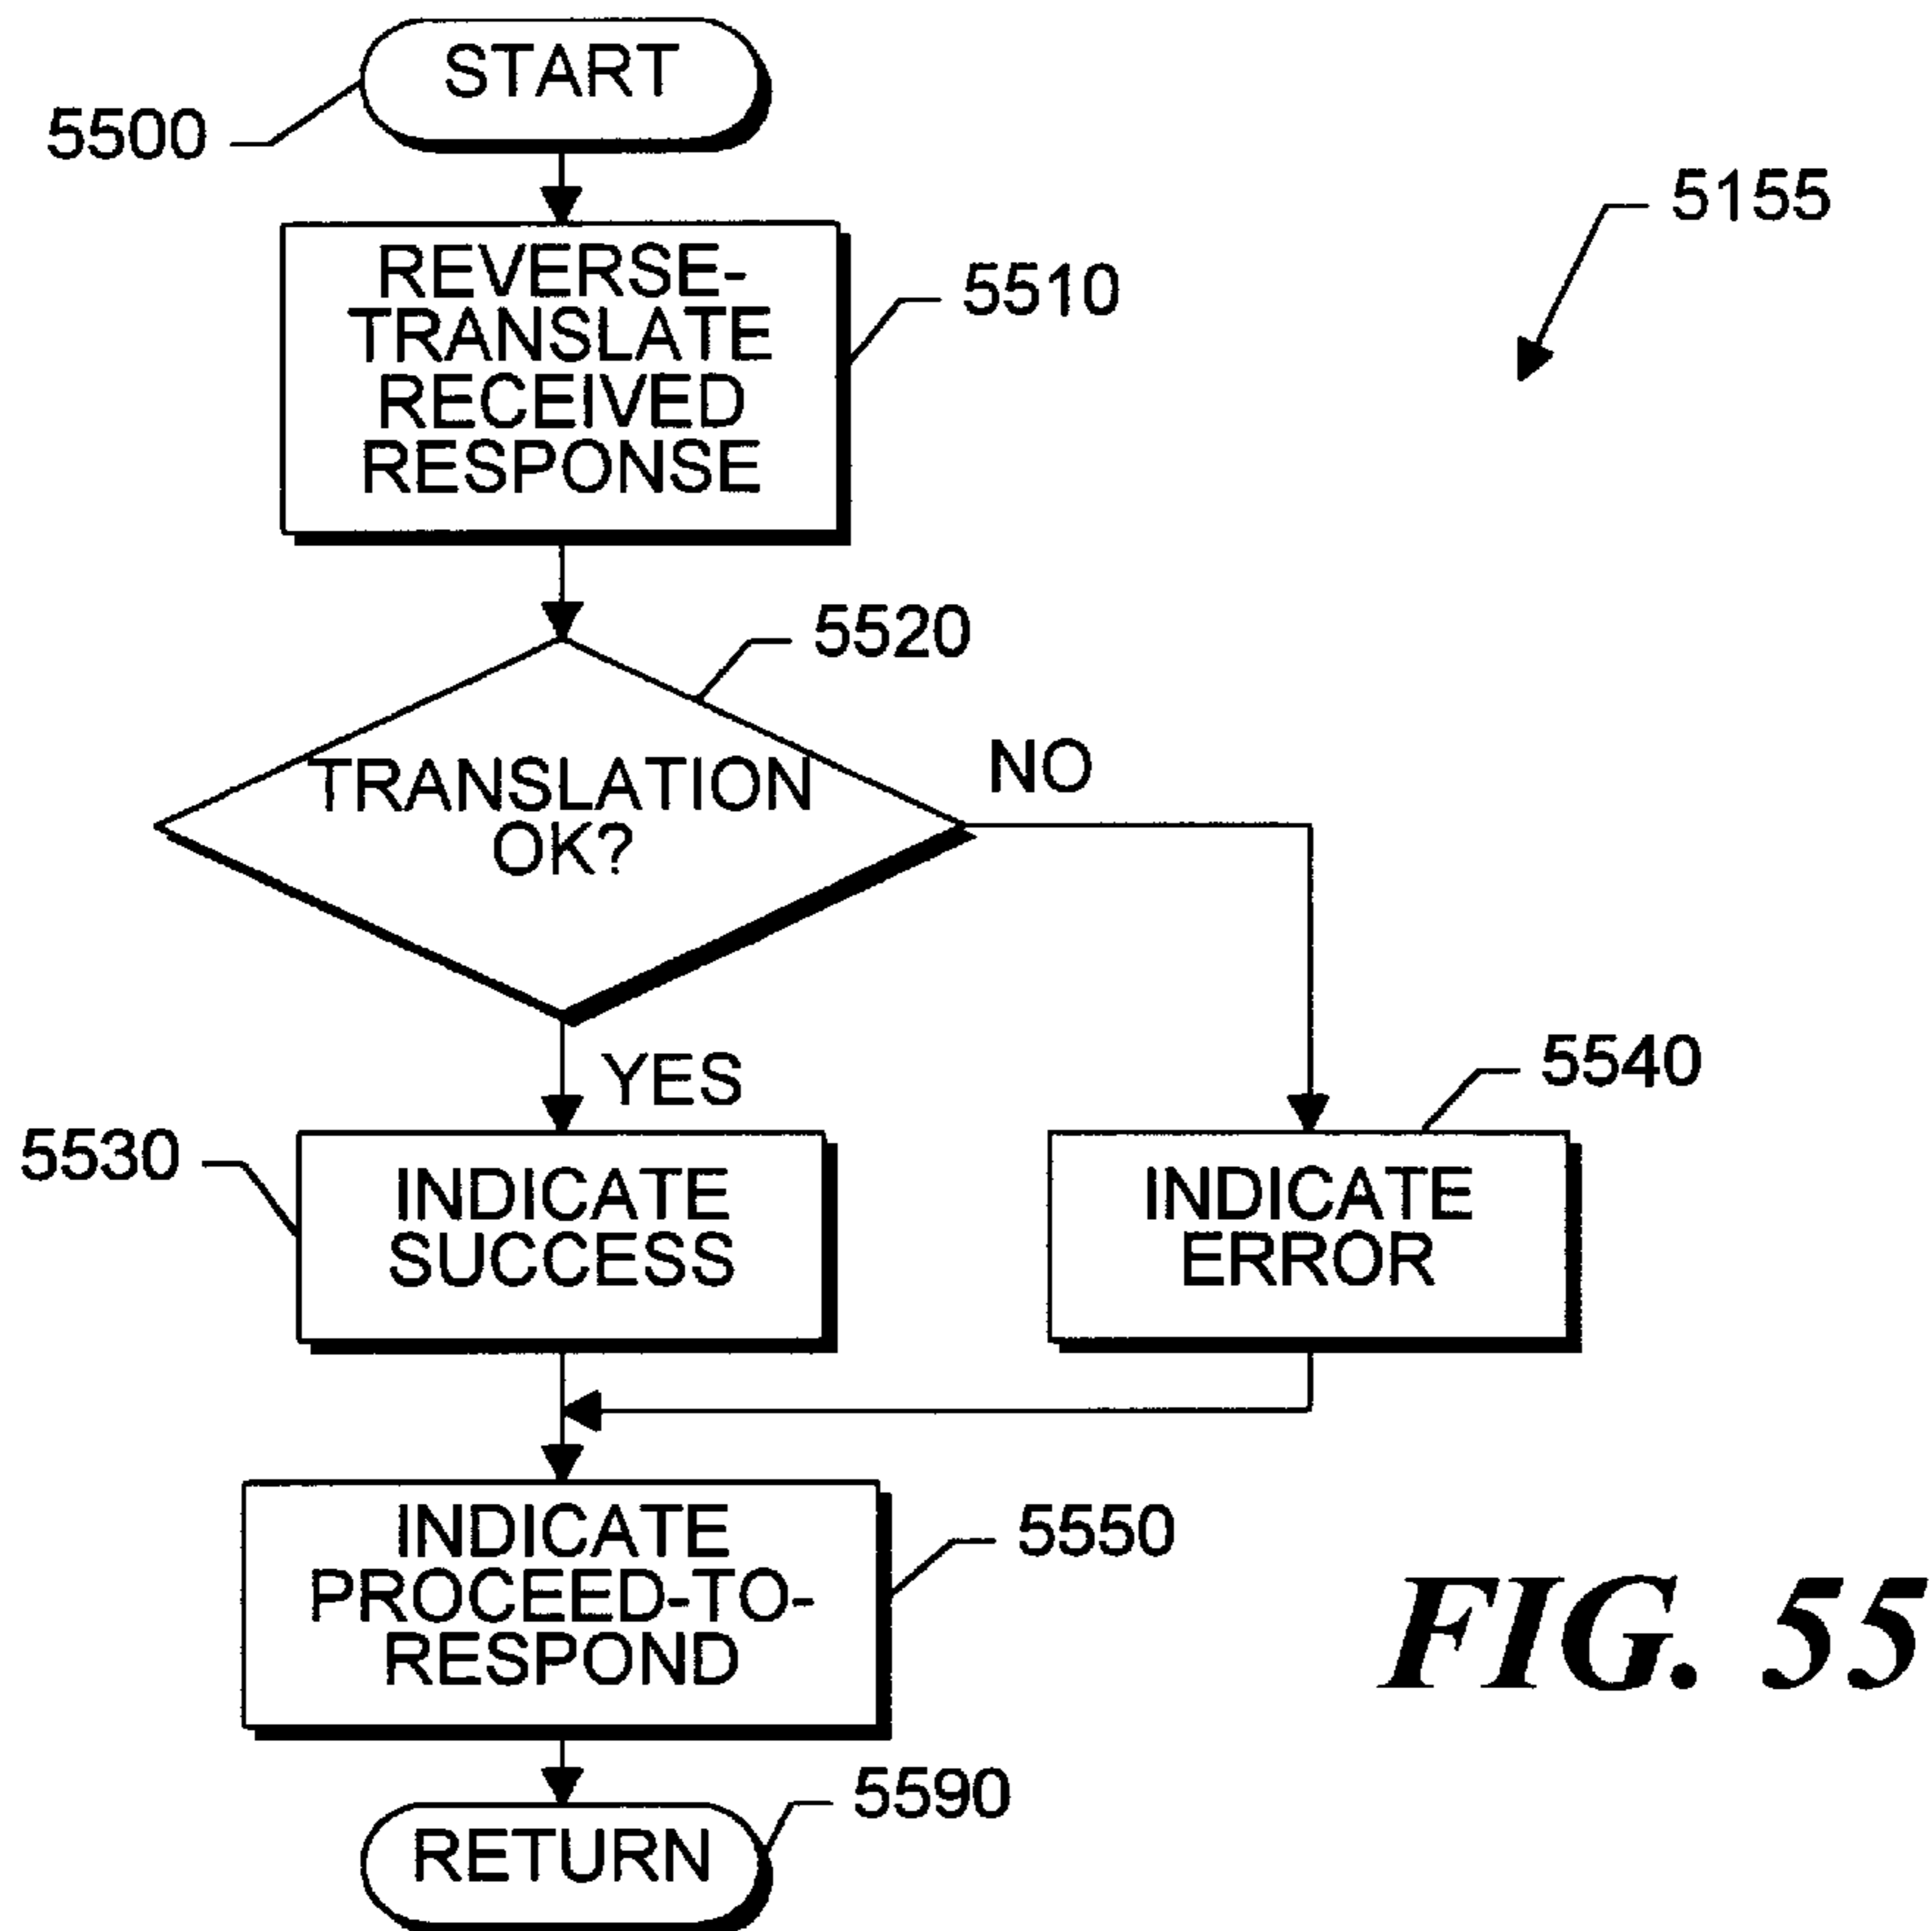 START
5500
5155
REVERSE-
TRANSLATE
RECEIVED
RESPONSE
5510
5520
TRANSLATION
OK?
NO
YES
5530
INDICATE
SUCCESS
5540
INDICATE
ERROR
INDICATE
PROCEED-TO-
RESPOND
5550
FIG. 55
5590
RETURN